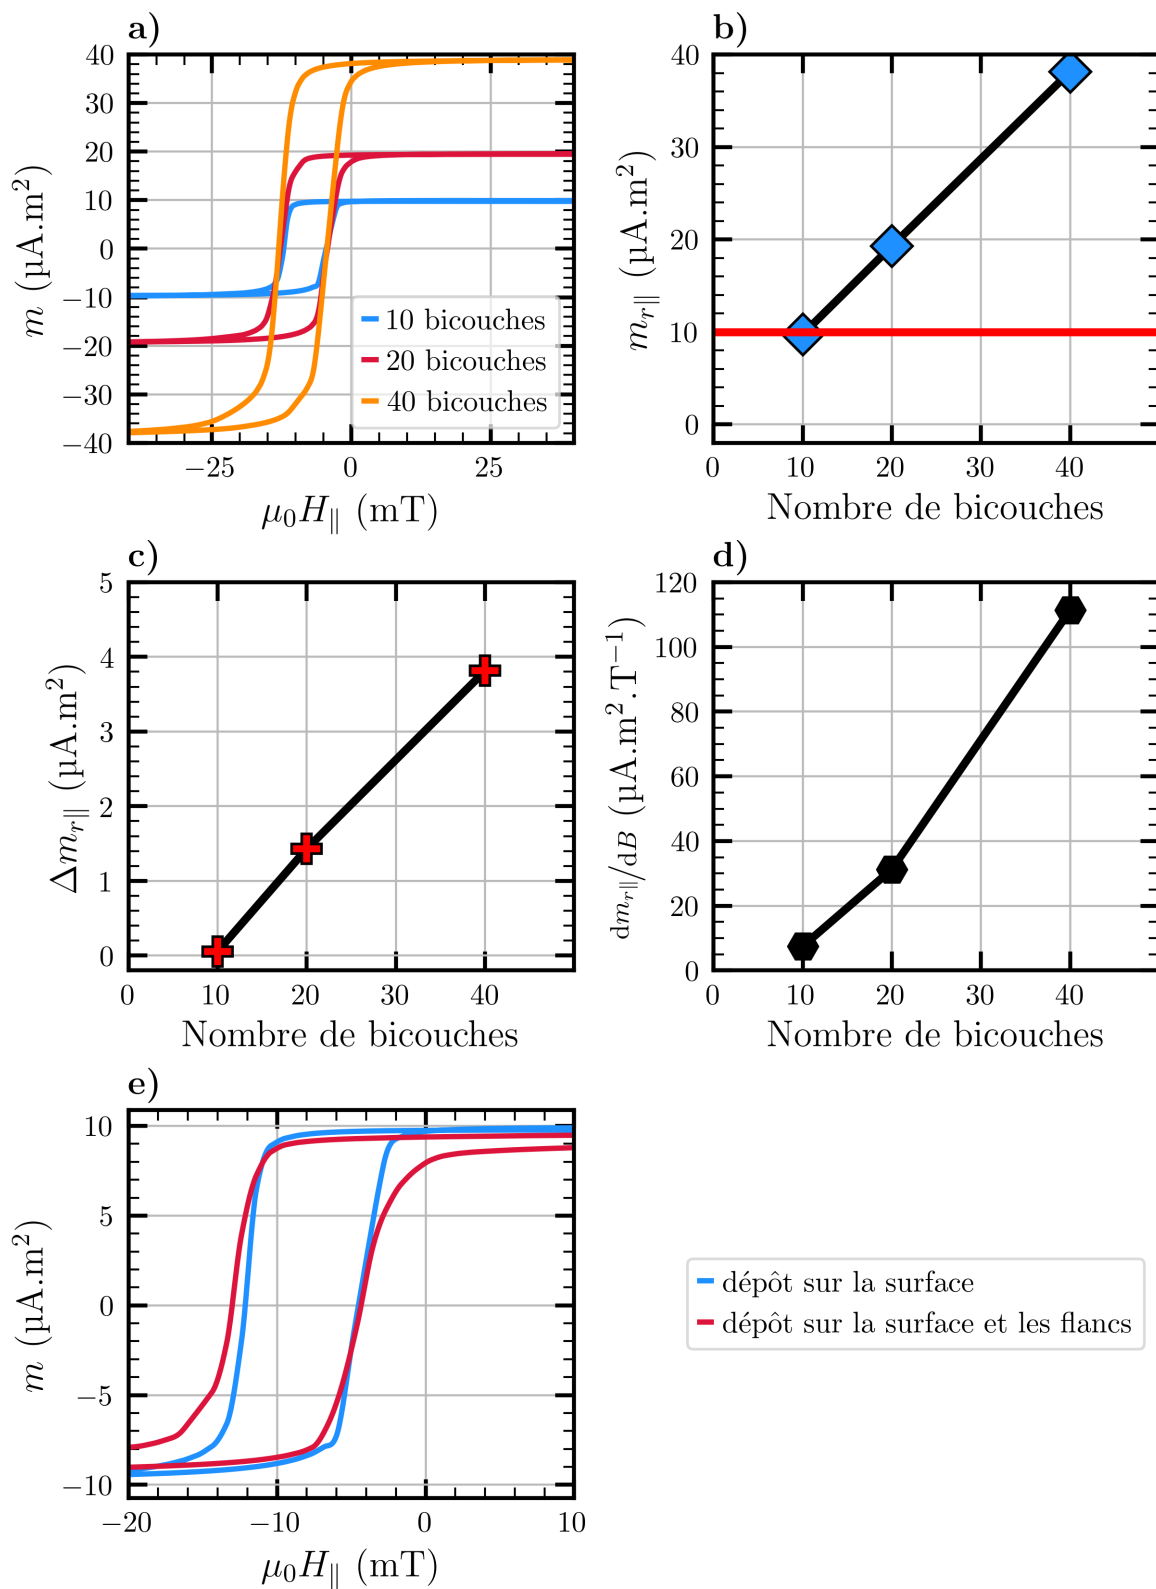 a)
40
30
20
10
0
−10
−20
−30
−40
m (µA.m²)
10 bicouches
20 bicouches
40 bicouches
−25 0 25
µ₀H∥ (mT)
b)
40
30
20
10
0
m_r∥ (µA.m²)
0 10 20 30 40
Nombre de bicouches
c)
5
4
3
2
1
0
Δm_r∥ (µA.m²)
0 10 20 30 40
Nombre de bicouches
d)
120
100
80
60
40
20
0
dm_r∥/dB (µA.m².T⁻¹)
0 10 20 30 40
Nombre de bicouches
e)
10
5
0
−5
−10
m (µA.m²)
−20 −10 0 10
µ₀H∥ (mT)
dépôt sur la surface
dépôt sur la surface et les flancs